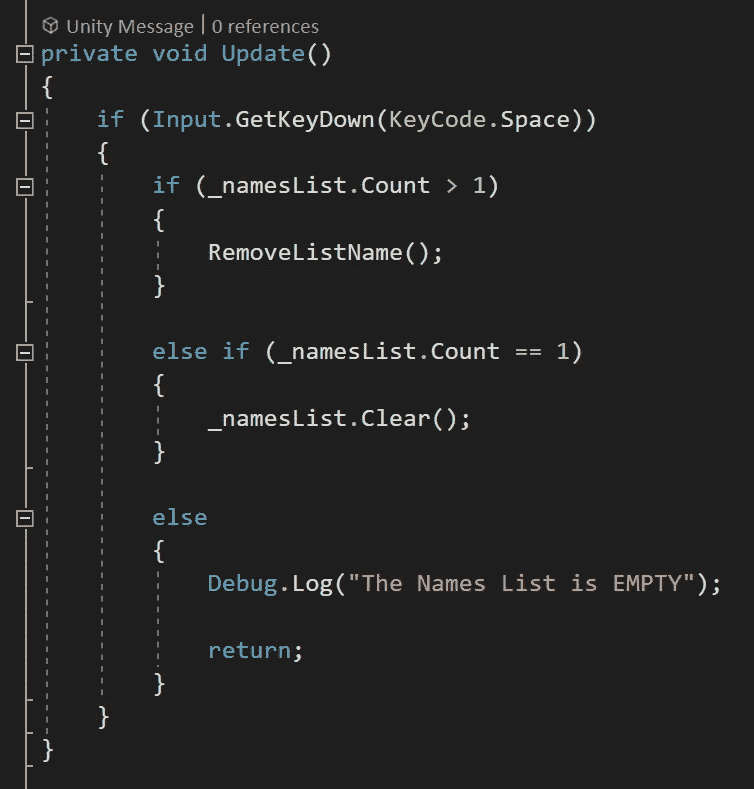 Unity Message | 0 references
private void Update()
{
if (Input.GetKeyDown(KeyCode.Space))
{
if (_namesList.Count > 1)
{
RemoveListName();
}
else if (_namesList.Count == 1)
{
_namesList.Clear();
}
else
{
Debug.Log("The Names List is EMPTY");
return;
}
}
}